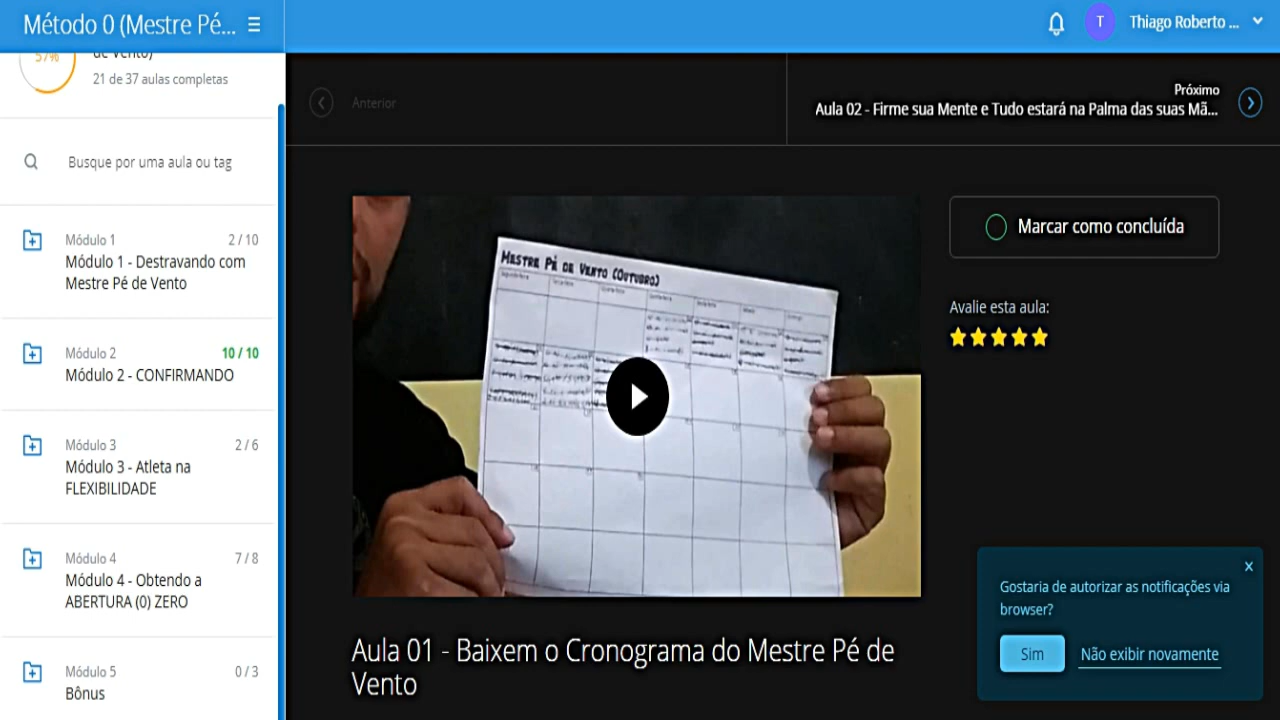 Método 0 (Mestre Pé...
T
Thiago Roberto ...
57%
de Vento)
21 de 37 aulas completas
Busque por uma aula ou tag
Módulo 1
2 / 10
Módulo 1 - Destravando com
Mestre Pé de Vento
Módulo 2
10 / 10
Módulo 2 - CONFIRMANDO
Módulo 3
2 / 6
Módulo 3 - Atleta na
FLEXIBILIDADE
Módulo 4
7 / 8
Módulo 4 - Obtendo a
ABERTURA (0) ZERO
Módulo 5
0 / 3
Bônus
Anterior
Próximo
Aula 02 - Firme sua Mente e Tudo estará na Palma das suas Mã...
MESTRE PÉ DE VENTO (OUTUBRO)
Marcar como concluída
Avalie esta aula:
Aula 01 - Baixem o Cronograma do Mestre Pé de
Vento
x
Gostaria de autorizar as notificações via
browser?
Sim
Não exibir novamente